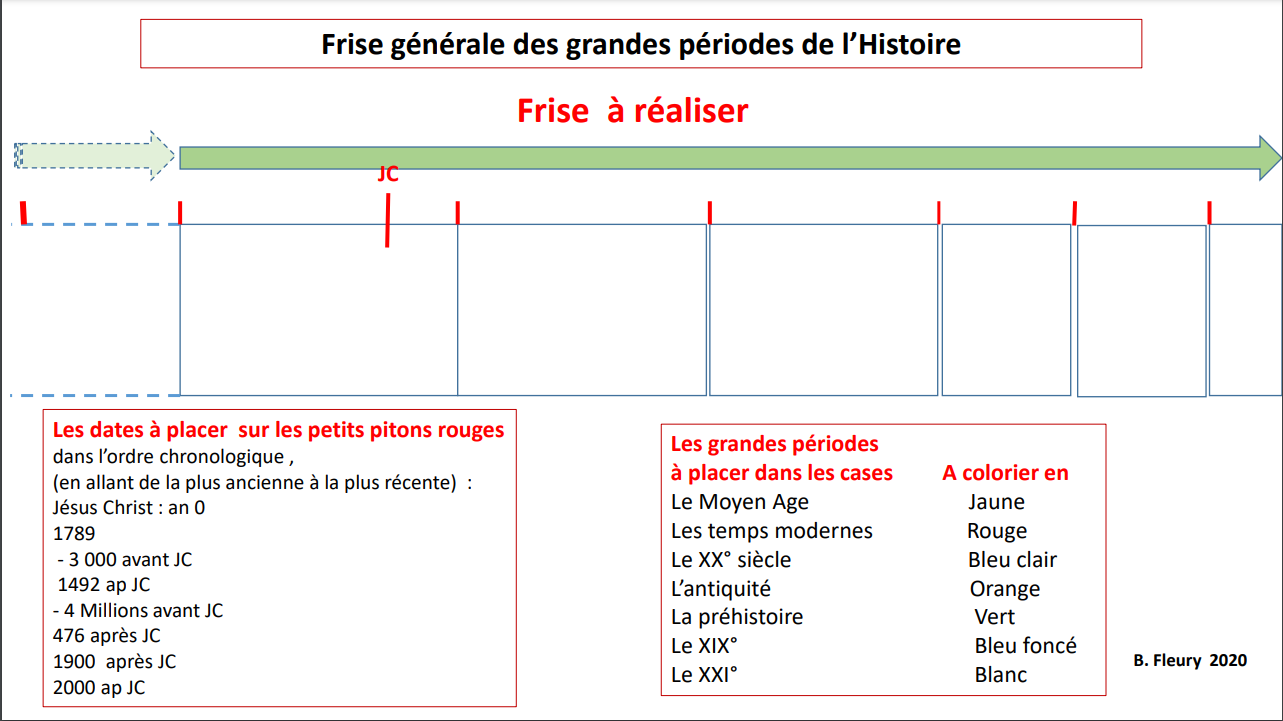 Frise générale des grandes périodes de l’Histoire
Frise à réaliser
JC
Les dates à placer sur les petits pitons rouges
dans l’ordre chronologique ,
(en allant de la plus ancienne à la plus récente) :
Jésus Christ : an 0
1789
- 3 000 avant JC
1492 ap JC
- 4 Millions avant JC
476 après JC
1900 après JC
2000 ap JC
Les grandes périodes
à placer dans les cases A colorier en
Le Moyen Age Jaune
Les temps modernes Rouge
Le XX° siècle Bleu clair
L’antiquité Orange
La préhistoire Vert
Le XIX° Bleu foncé
Le XXI° Blanc
B. Fleury 2020